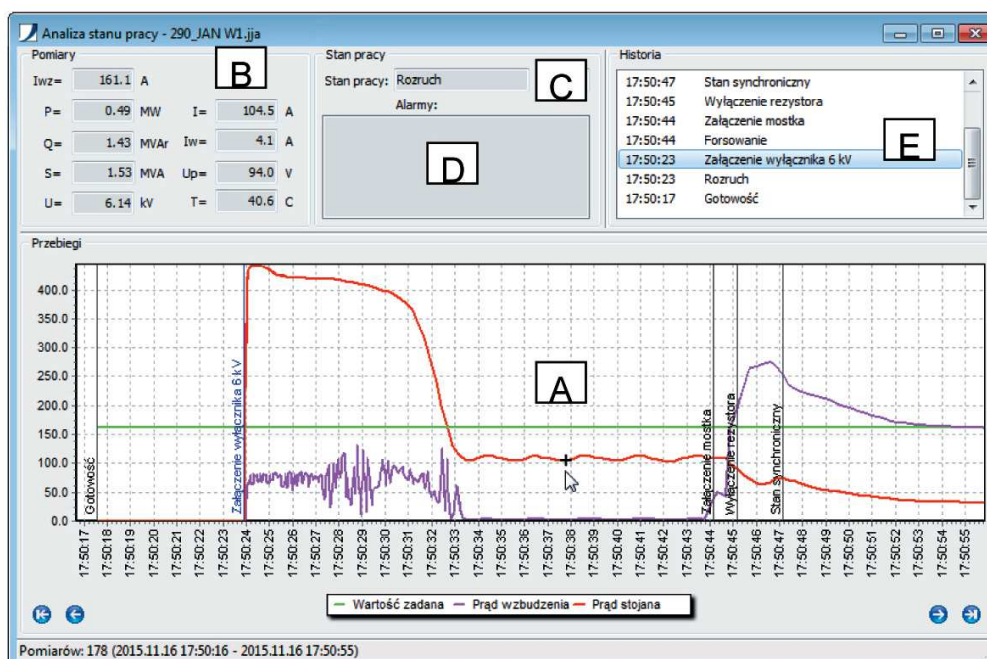 Analiza stanu pracy - 290_JAN W1.jja
Pomiary
B
Iwz= 161.1 A
P= 0.49 MW I= 104.5 A
Q= 1.43 MVAr Iw= 4.1 A
S= 1.53 MVA Up= 94.0 V
U= 6.14 kV T= 40.6 C
Stan pracy
Stan pracy: Rozruch
C
Alarmy:
D
Historia
17:50:47 Stan synchroniczny
17:50:45 Wyłączenie rezystora
17:50:44 Załączenie mostka
17:50:44 Forsowanie
17:50:23 Załączenie wyłącznika 6 kV
17:50:23 Rozruch
17:50:17 Gotowość
E
Przebiegi
400.0
350.0
300.0
250.0
200.0
150.0
100.0
50.0
0.0
Gotowość
Załączenie wyłącznika 6 kV
A
Załączenie mostka
Wyłączenie rezystora
Stan synchroniczny
17:50:17
17:50:18
17:50:19
17:50:20
17:50:21
17:50:22
17:50:23
17:50:24
17:50:25
17:50:26
17:50:27
17:50:28
17:50:29
17:50:30
17:50:31
17:50:32
17:50:33
17:50:34
17:50:35
17:50:36
17:50:37
17:50:38
17:50:39
17:50:40
17:50:41
17:50:42
17:50:43
17:50:44
17:50:45
17:50:46
17:50:47
17:50:48
17:50:49
17:50:50
17:50:51
17:50:52
17:50:53
17:50:54
17:50:55
Wartość zadana Prąd wzbudzenia Prąd stojana
Pomiarów: 178 (2015.11.16 17:50:16 - 2015.11.16 17:50:55)